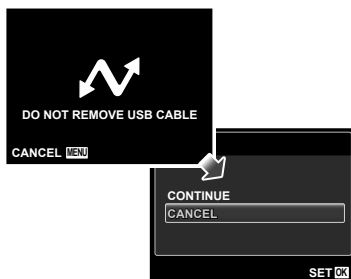 DO NOT REMOVE USB CABLE
CANCEL MENU
CONTINUE
CANCEL
SET OK